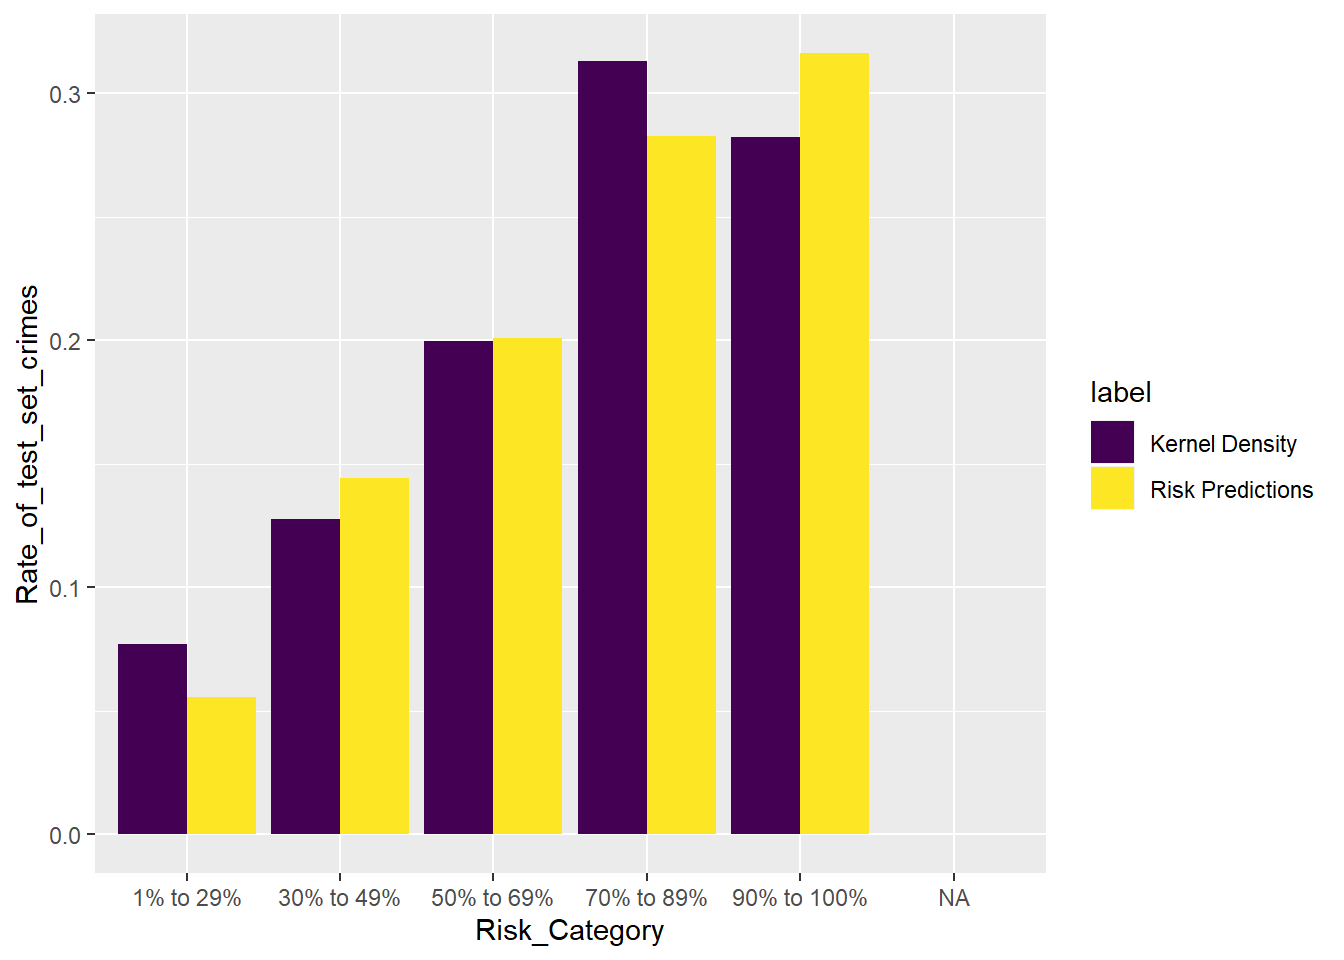 Rate_of_test_set_crimes
0.3
0.2
0.1
0.0
1% to 29%
30% to 49%
50% to 69%
70% to 89%
90% to 100%
NA
Risk_Category
label
Kernel Density
Risk Predictions